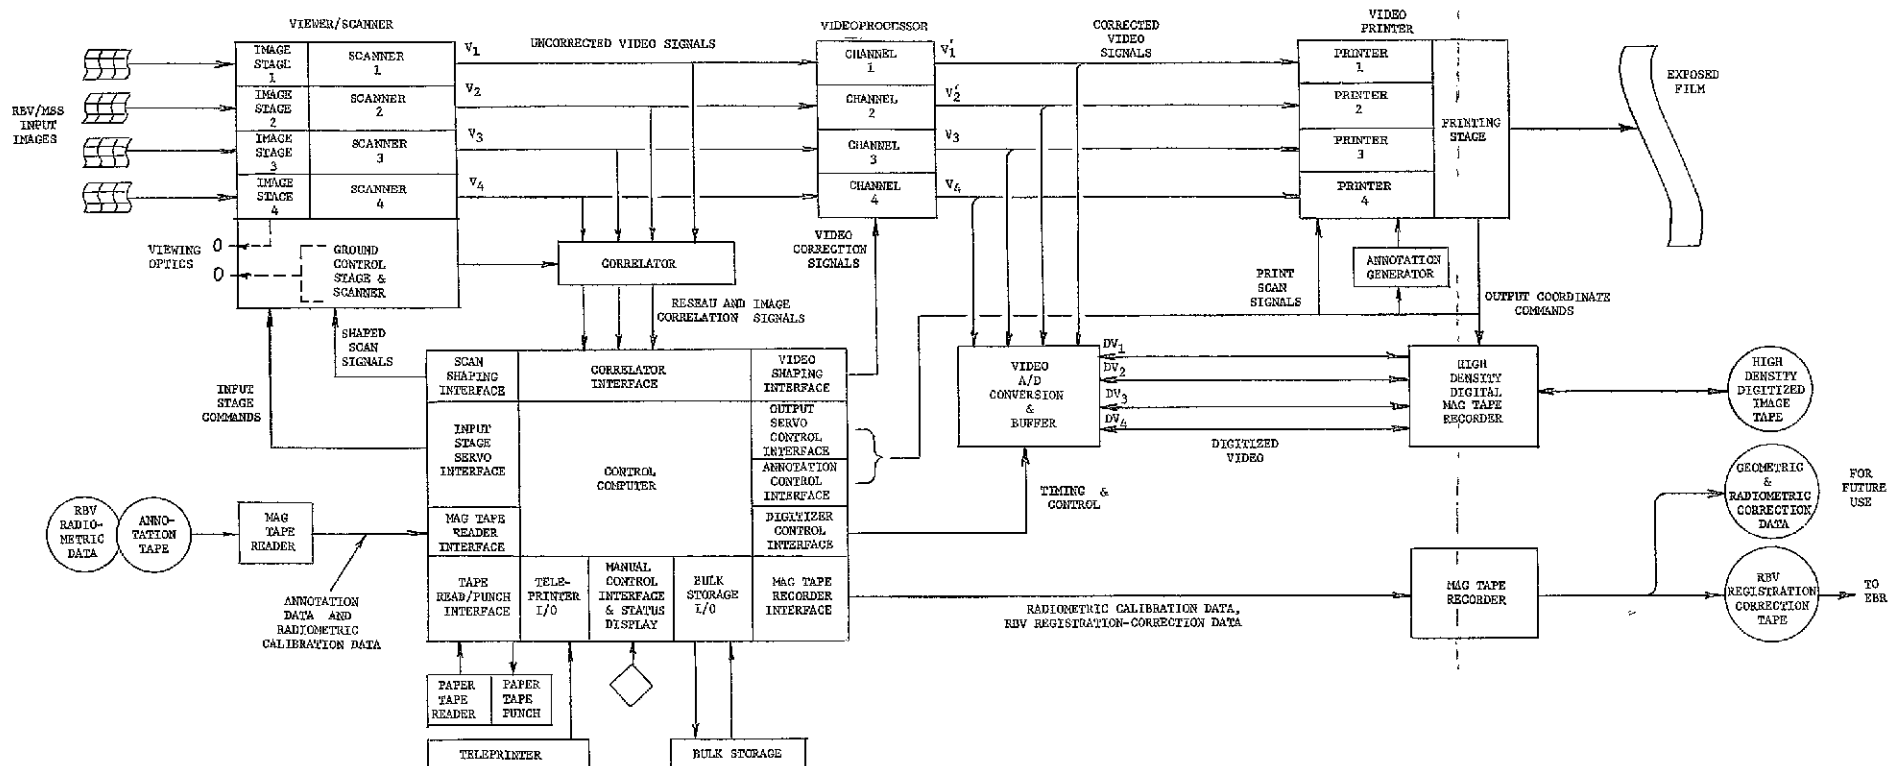 VIEWER/SCANNER
VIDEOPROCESSOR
VIDEO
PRINTER
UNCORRECTED VIDEO SIGNALS
CORRECTED
VIDEO
SIGNALS
RBV/MSS
INPUT
IMAGES
IMAGE
STAGE
1
SCANNER
1
IMAGE
STAGE
2
SCANNER
2
IMAGE
STAGE
3
SCANNER
3
IMAGE
STAGE
4
SCANNER
4
V1
V2
V3
V4
CHANNEL
1
CHANNEL
2
CHANNEL
3
CHANNEL
4
V'1
V'2
V3
V4
PRINTER
1
PRINTER
2
PRINTER
3
PRINTER
4
PRINTING
STAGE
EXPOSED
FILM
VIEWING
OPTICS
0
0
GROUND
CONTROL
STAGE &
SCANNER
CORRELATOR
VIDEO
CORRECTION
SIGNALS
PRINT
SCAN
SIGNALS
ANNOTATION
GENERATOR
OUTPUT COORDINATE
COMMANDS
RESEAU AND IMAGE
CORRELATION SIGNALS
SHAPED
SCAN
SIGNALS
INPUT
STAGE
COMMANDS
SCAN
SHAPING
INTERFACE
CORRELATOR
INTERFACE
VIDEO
SHAPING
INTERFACE
INPUT
STAGE
SERVO
INTERFACE
CONTROL
COMPUTER
OUTPUT
SERVO
CONTROL
INTERFACE
ANNOTATION
CONTROL
INTERFACE
MAG TAPE
READER
INTERFACE
DIGITIZER
CONTROL
INTERFACE
TAPE
READ/PUNCH
INTERFACE
TELE-
PRINTER
I/O
MANUAL
CONTROL
INTERFACE
& STATUS
DISPLAY
BULK
STORAGE
I/O
MAG TAPE
RECORDER
INTERFACE
VIDEO
A/D
CONVERSION
&
BUFFER
DV1
DV2
DV3
DV4
DIGITIZED
VIDEO
HIGH
DENSITY
DIGITAL
MAG TAPE
RECORDER
HIGH
DENSITY
DIGITIZED
IMAGE
TAPE
TIMING &
CONTROL
GEOMETRIC
&
RADIOMETRIC
CORRECTION
DATA
FOR
FUTURE
USE
RBV
RADIO-
METRIC
DATA
ANNO-
TATION
TAPE
MAG
TAPE
READER
ANNOTATION
DATA AND
RADIOMETRIC
CALIBRATION DATA
RADIOMETRIC CALIBRATION DATA,
RBV REGISTRATION-CORRECTION DATA
MAG TAPE
RECORDER
RBV
REGISTRATION
CORRECTION
TAPE
TO
EBR
PAPER
TAPE
READER
PAPER
TAPE
PUNCH
TELEPRINTER
BULK STORAGE